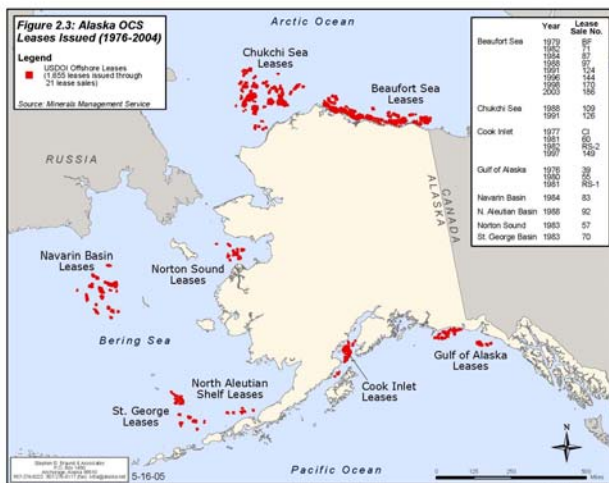 Figure 2.3: Alaska OCS
Leases Issued (1976-2004)
Legend
USDOI Offshore Leases
(1,655 leases issued through
21 lease sales)
Source: Minerals Management Service
Arctic Ocean
Chukchi Sea
Leases
Beaufort Sea
Leases
Year
Lease
Sale No.
Beaufort Sea
1979 BF
1982 71
1984 87
1988 97
1991 124
1996 144
1998 170
2003 186
Chukchi Sea
1988 109
1991 126
Cook Inlet
1977 CI
1981 60
1982 RS-2
1997 149
Gulf of Alaska
1976 39
1980 55
1981 RS-1
Navarin Basin 1984 83
N. Aleutian Basin 1988 92
Norton Sound 1983 57
St. George Basin 1983 70
RUSSIA
ALASKA
CANADA
Navarin Basin
Leases
Norton Sound
Leases
Bering Sea
Gulf of Alaska
Leases
Cook Inlet
Leases
North Aleutian
Shelf Leases
St. George
Leases
N
5-16-05
Pacific Ocean